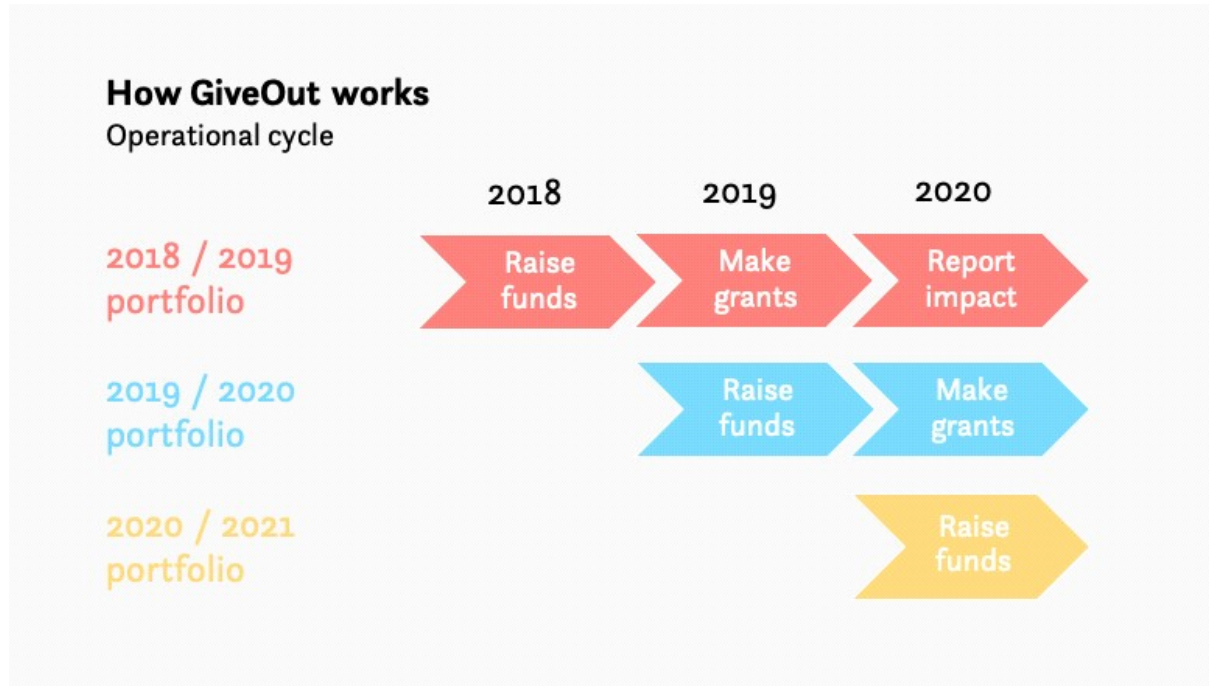 How GiveOut works
Operational cycle
2018
2019
2020
2018 / 2019
portfolio
Raise
funds
Make
grants
Report
impact
2019 / 2020
portfolio
Raise
funds
Make
grants
2020 / 2021
portfolio
Raise
funds